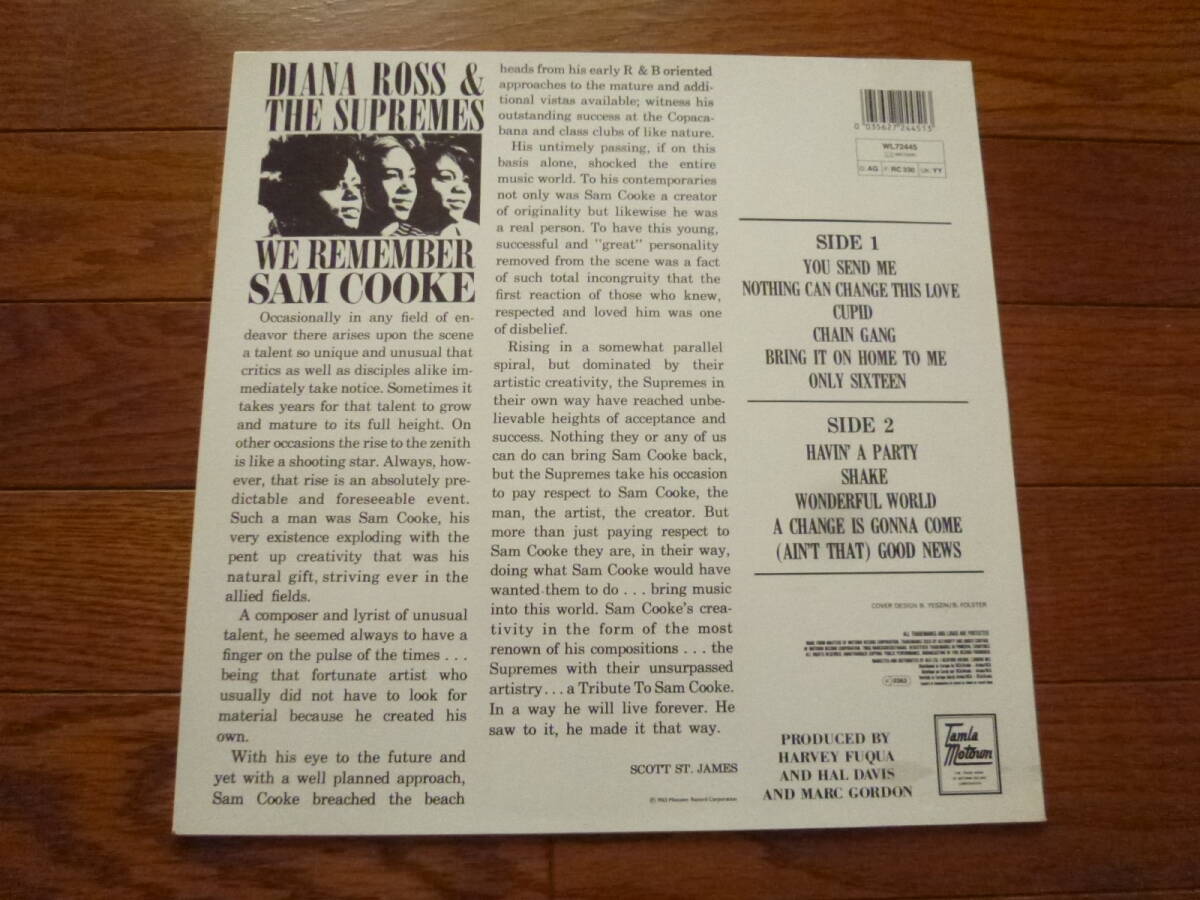 DIANA ROSS &
THE SUPREMES
WE REMEMBER
SAM COOKE
Occasionally in any field of en-
deavor there arises upon the scene
a talent so unique and unusual that
critics as well as disciples alike im-
mediately take notice. Sometimes it
takes years for that talent to grow
and mature to its full height. On
other occasions the rise to the zenith
is like a shooting star. Always, how-
ever, that rise is an absolutely pre-
dictable and foreseeable event.
Such a man was Sam Cooke, his
very existence exploding with the
pent up creativity that was his
natural gift, striving ever in the
allied fields.
A composer and lyrist of unusual
talent, he seemed always to have a
finger on the pulse of the times . . .
being that fortunate artist who
usually did not have to look for
material because he created his
own.
With his eye to the future and
yet with a well planned approach,
Sam Cooke breached the beach
heads from his early R & B oriented
approaches to the mature and addi-
tional vistas available; witness his
outstanding success at the Copaca-
bana and class clubs of like nature.
His untimely passing, if on this
basis alone, shocked the entire
music world. To his contemporaries
not only was Sam Cooke a creator
of originality but likewise he was
a real person. To have this young,
successful and "great" personality
removed from the scene was a fact
of such total incongruity that the
first reaction of those who knew,
respected and loved him was one
of disbelief.
Rising in a somewhat parallel
spiral, but dominated by their
artistic creativity, the Supremes in
their own way have reached unbe-
lievable heights of acceptance and
success. Nothing they or any of us
can do can bring Sam Cooke back,
but the Supremes take his occasion
to pay respect to Sam Cooke, the
man, the artist, the creator. But
more than just paying respect to
Sam Cooke they are, in their way,
doing what Sam Cooke would have
wanted them to do . . . bring music
into this world. Sam Cooke's crea-
tivity in the form of the most
renown of his compositions . . . the
Supremes with their unsurpassed
artistry . . . a Tribute To Sam Cooke.
In a way he will live forever. He
saw to it, he made it that way.
SCOTT ST. JAMES
℗ 1965 Motown Record Corporation
0 035627 244513
WL72445
D: AG F: RC 330 UK: YY
SIDE 1
YOU SEND ME
NOTHING CAN CHANGE THIS LOVE
CUPID
CHAIN GANG
BRING IT ON HOME TO ME
ONLY SIXTEEN
SIDE 2
HAVIN' A PARTY
SHAKE
WONDERFUL WORLD
A CHANGE IS GONNA COME
(AIN'T THAT) GOOD NEWS
COVER DESIGN B. YESZIN/B. FOLSTER
ALL TRADEMARKS AND LOGOS ARE PROTECTED
PRODUCED BY
HARVEY FUQUA
AND HAL DAVIS
AND MARC GORDON
Tamla
Motown